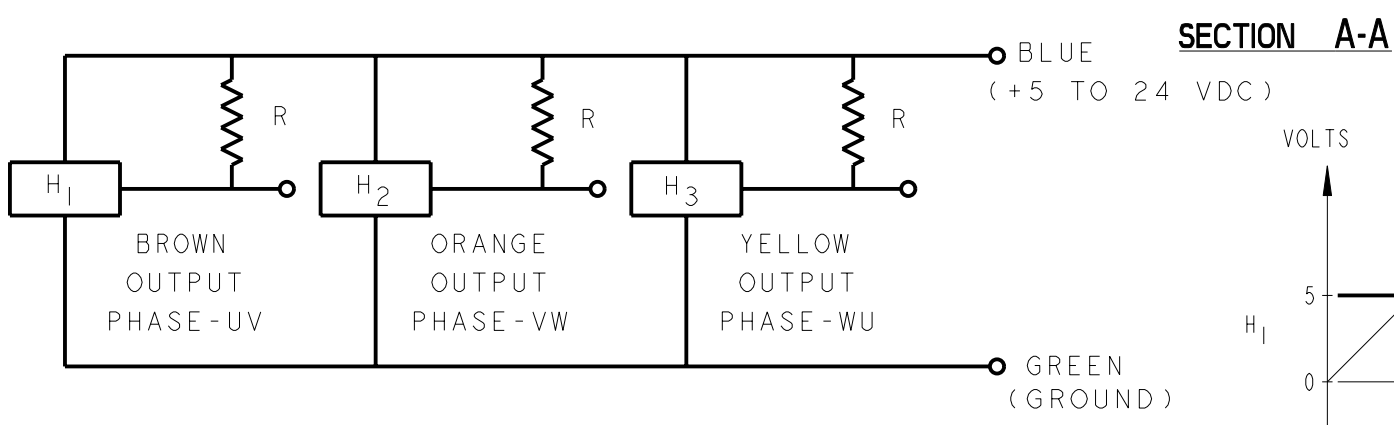 SECTION A-A
BLUE
(+5 TO 24 VDC)
R
R
R
VOLTS
H1
H2
H3
BROWN
OUTPUT
PHASE-UV
ORANGE
OUTPUT
PHASE-VW
YELLOW
OUTPUT
PHASE-WU
5
H1
0
GREEN
(GROUND)